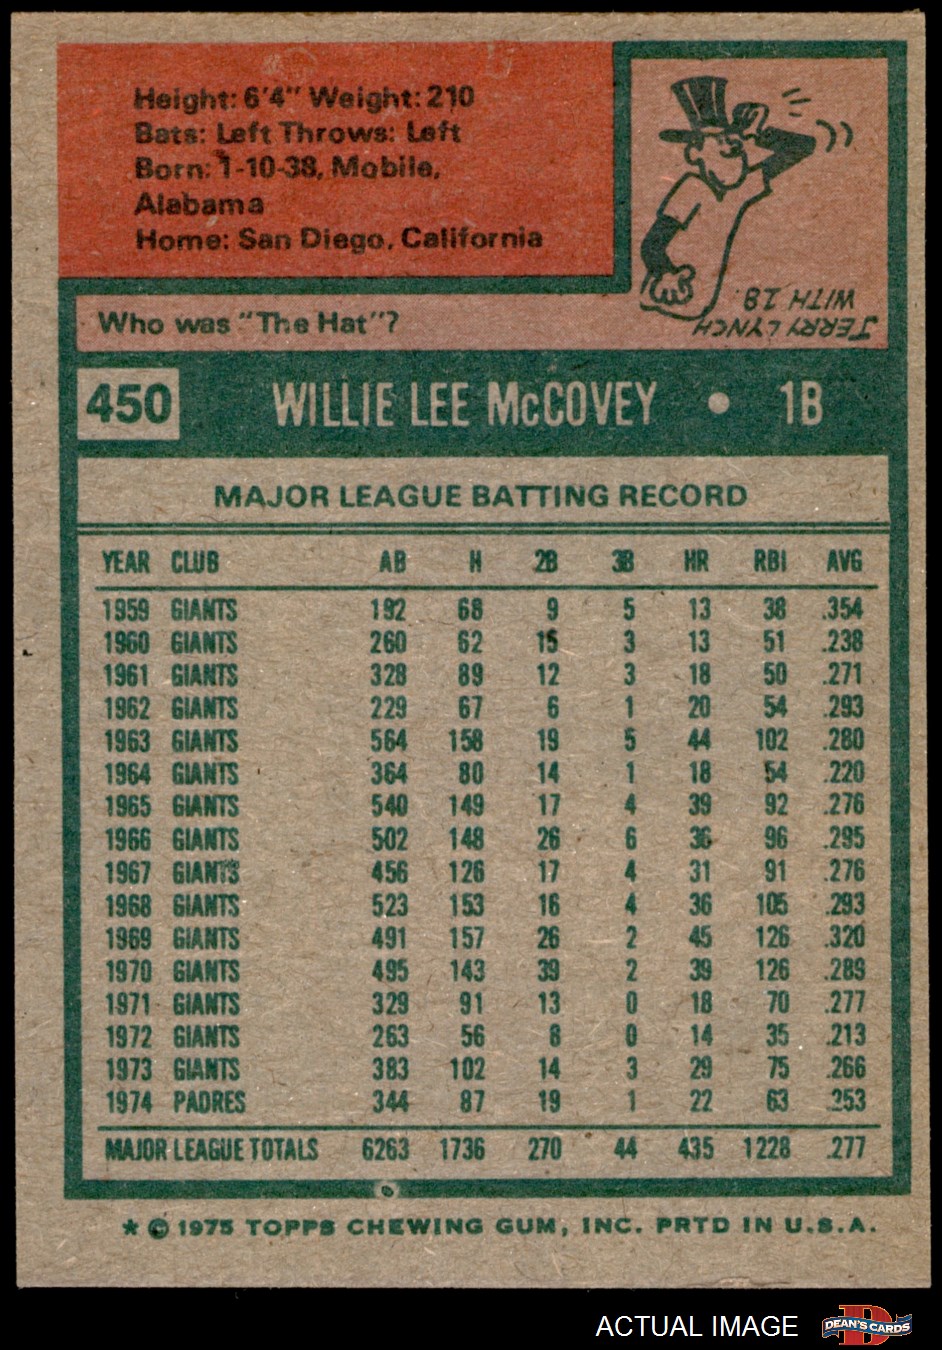 Height: 6'4" Weight: 210
Bats: Left Throws: Left
Born: 1-10-38, Mobile,
Alabama
Home: San Diego, California
Who was "The Hat"?
JERRY LYNCH
WITH 18.
450 WILLIE LEE McCOVEY • 1B
MAJOR LEAGUE BATTING RECORD
YEAR CLUB AB H 2B 3B HR RBI AVG
1959 GIANTS 192 68 9 5 13 38 .354
1960 GIANTS 260 62 15 3 13 51 .238
1961 GIANTS 328 89 12 3 18 50 .271
1962 GIANTS 229 67 6 1 20 54 .293
1963 GIANTS 564 158 19 5 44 102 .280
1964 GIANTS 364 80 14 1 18 54 .220
1965 GIANTS 540 149 17 4 39 92 .276
1966 GIANTS 502 148 26 6 36 96 .295
1967 GIANTS 456 126 17 4 31 91 .276
1968 GIANTS 523 153 16 4 36 105 .293
1969 GIANTS 491 157 26 2 45 126 .320
1970 GIANTS 495 143 39 2 39 126 .289
1971 GIANTS 329 91 13 0 18 70 .277
1972 GIANTS 263 56 8 0 14 35 .213
1973 GIANTS 383 102 14 3 29 75 .266
1974 PADRES 344 87 19 1 22 63 .253
MAJOR LEAGUE TOTALS 6263 1736 270 44 435 1228 .277
* © 1975 TOPPS CHEWING GUM, INC. PRTD IN U.S.A.
ACTUAL IMAGE
D
DEAN'S CARDS